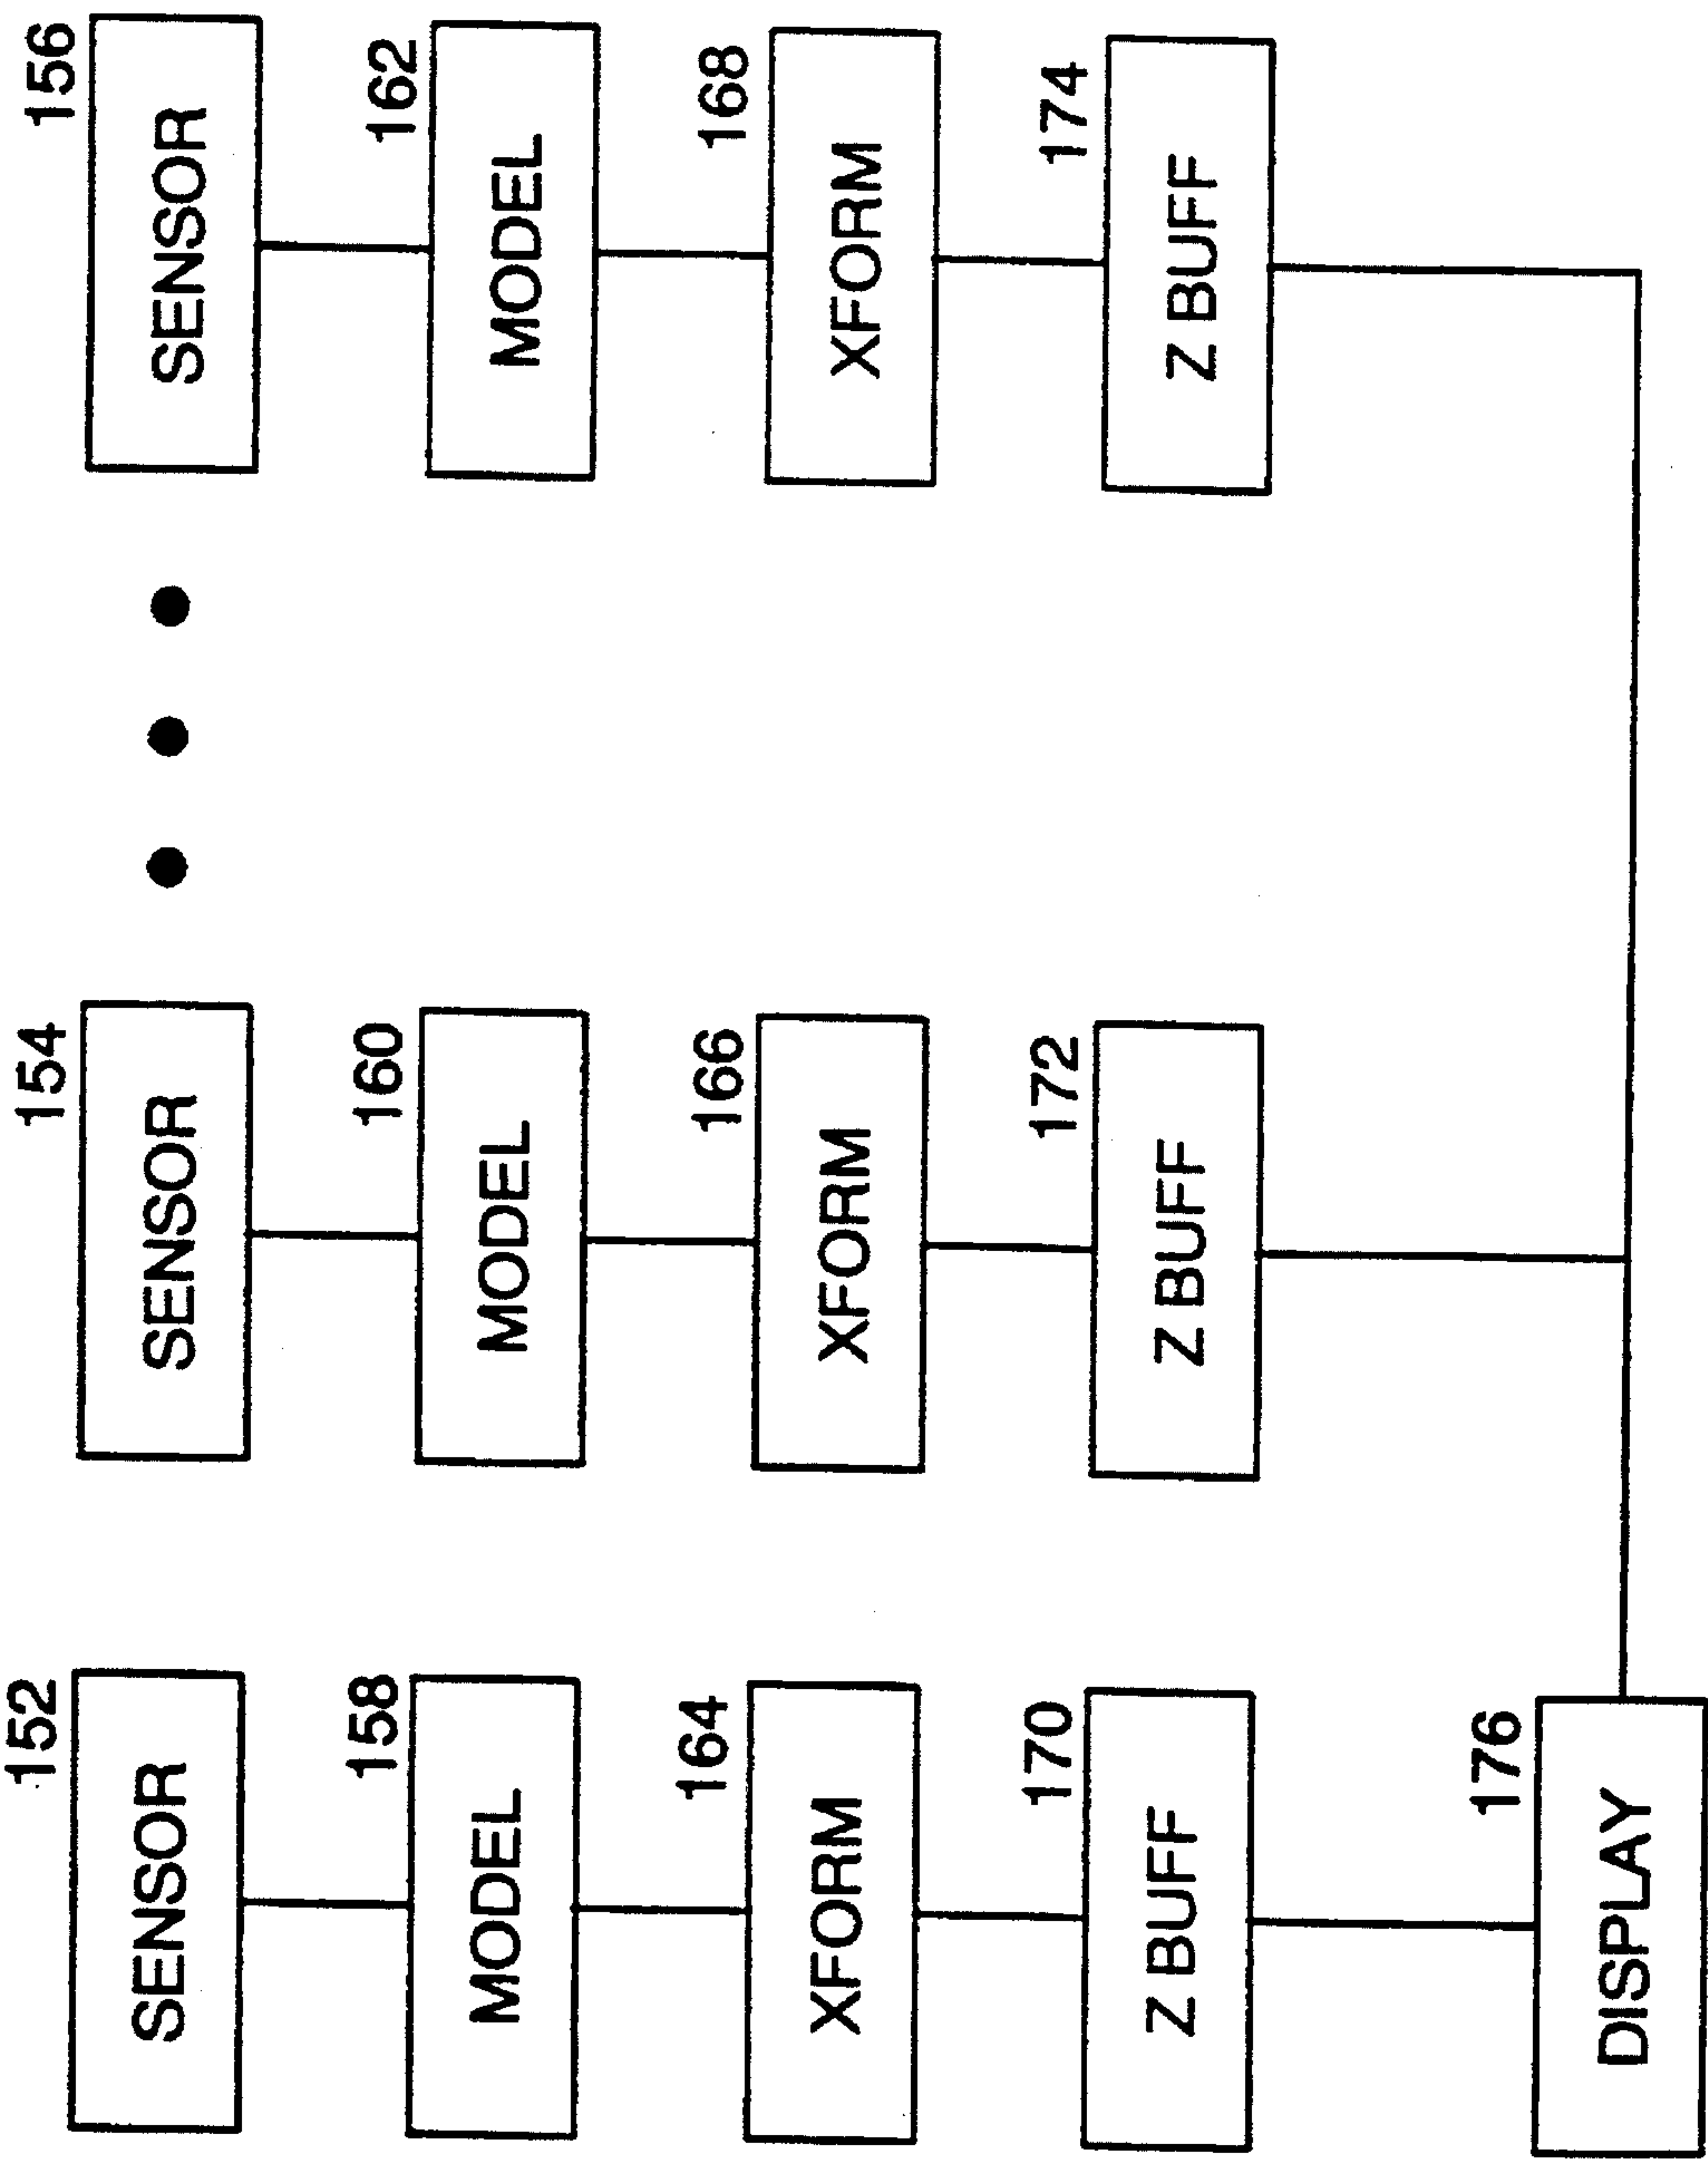 152
154
156
SENSOR
SENSOR
SENSOR
158
160
162
MODEL
MODEL
MODEL
164
166
168
XFORM
XFORM
XFORM
170
172
174
Z BUFF
Z BUFF
Z BUFF
176
DISPLAY